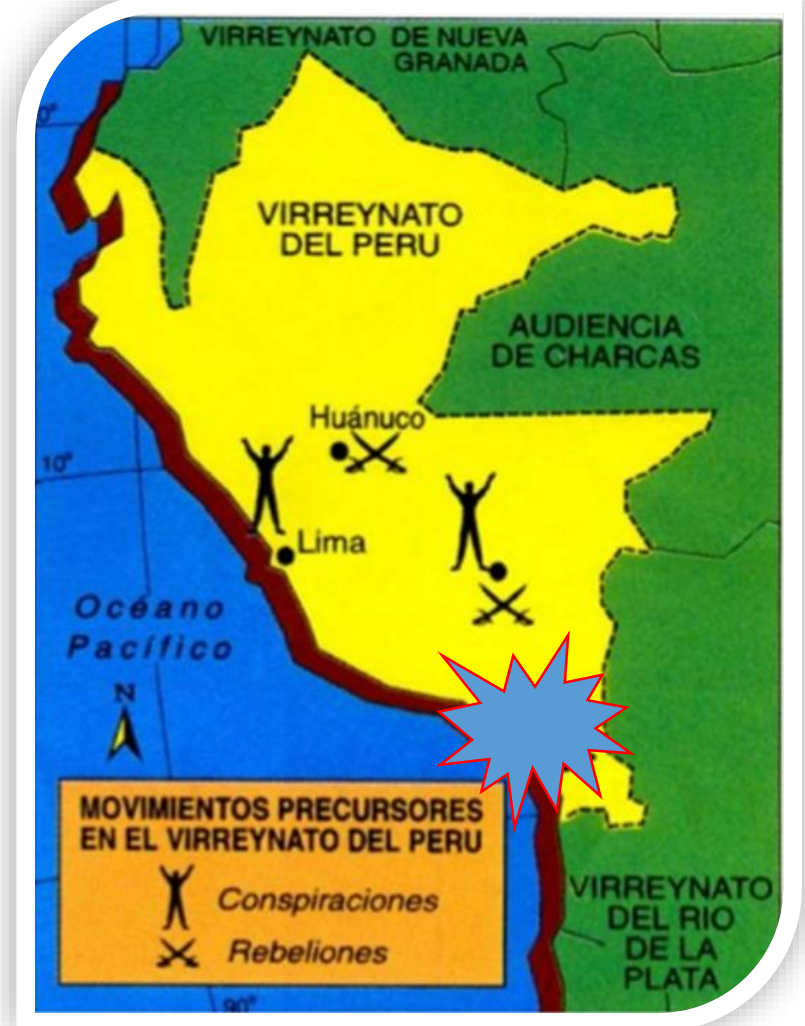 VIRREYNATO DE NUEVA
GRANADA
0°
VIRREYNATO
DEL PERU
AUDIENCIA
DE CHARCAS
Huánuco
10°
Lima
Océano
Pacífico
N
MOVIMIENTOS PRECURSORES
EN EL VIRREYNATO DEL PERU
Conspiraciones
Rebeliones
VIRREYNATO
DEL RIO
DE LA
PLATA
90°